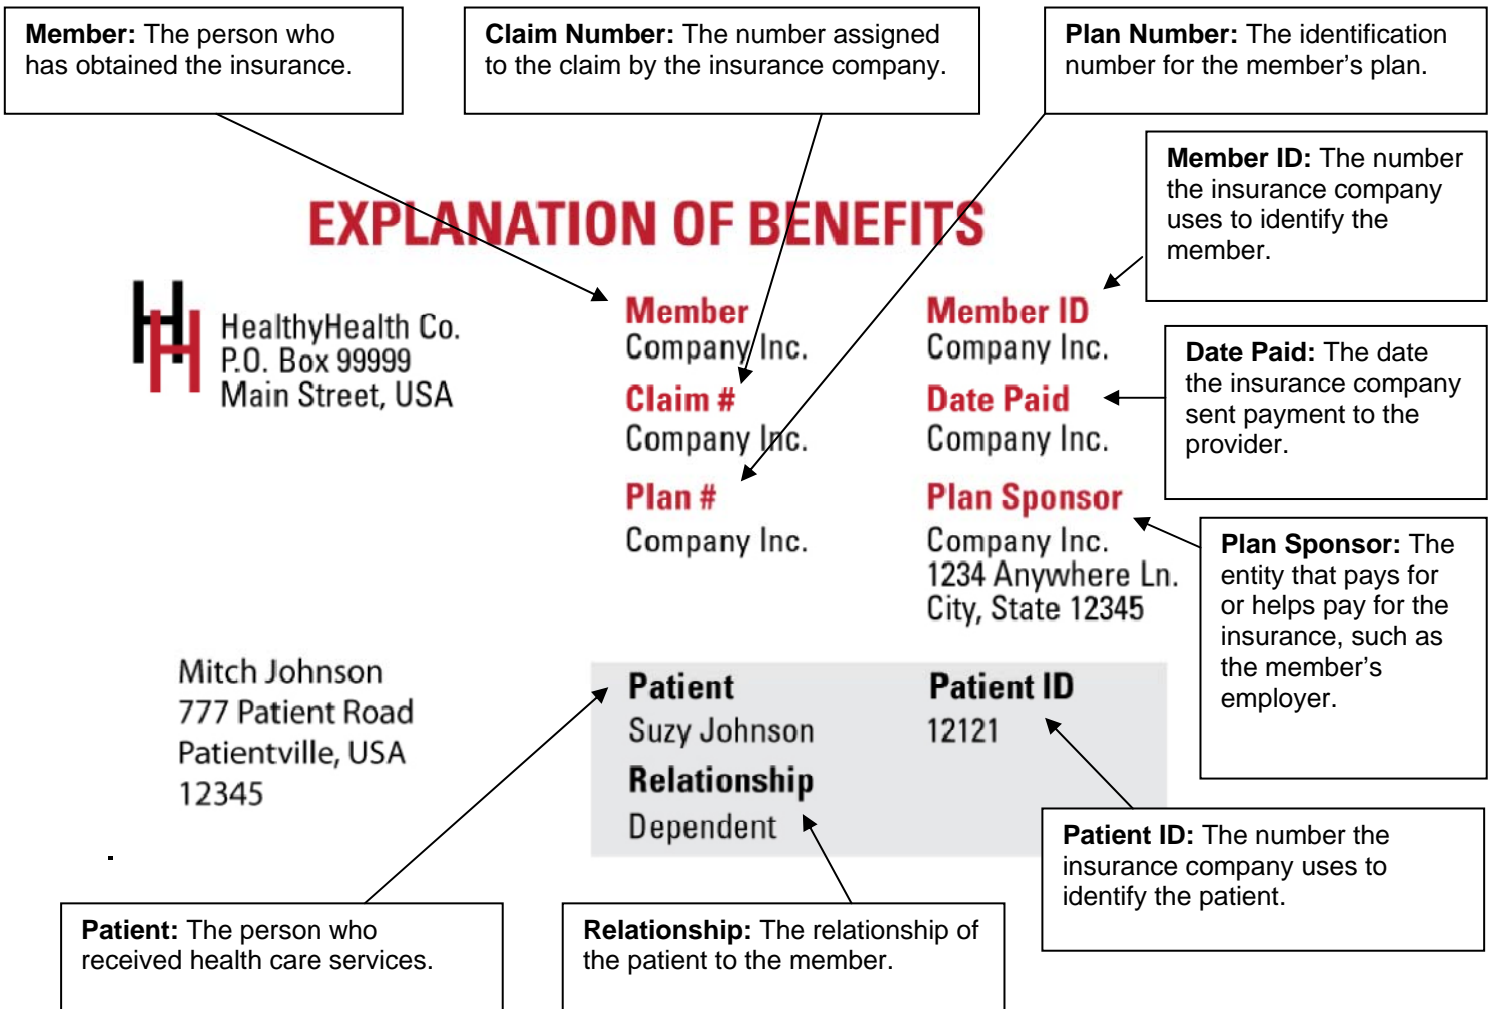 Member: The person who
has obtained the insurance.
Claim Number: The number assigned
to the claim by the insurance company.
Plan Number: The identification
number for the member’s plan.
Member ID: The number
the insurance company
uses to identify the
member.
EXPLANATION OF BENEFITS
HH
HealthyHealth Co.
P.O. Box 99999
Main Street, USA
Member
Company Inc.
Claim #
Company Inc.
Plan #
Company Inc.
Member ID
Company Inc.
Date Paid
Company Inc.
Plan Sponsor
Company Inc.
1234 Anywhere Ln.
City, State 12345
Date Paid: The date
the insurance company
sent payment to the
provider.
Plan Sponsor: The
entity that pays for
or helps pay for the
insurance, such as
the member’s
employer.
Mitch Johnson
777 Patient Road
Patientville, USA
12345
Patient
Suzy Johnson
Relationship
Dependent
Patient ID
12121
Patient ID: The number the
insurance company uses to
identify the patient.
Patient: The person who
received health care services.
Relationship: The relationship of
the patient to the member.